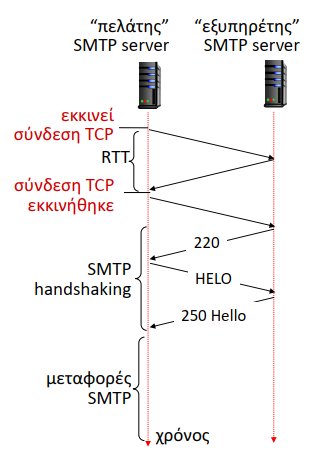 “πελάτης”
SMTP server
“εξυπηρέτης”
SMTP server
εκκινεί
σύνδεση TCP
RTT
σύνδεση TCP
εκκινήθηκε
220
SMTP
handshaking
HELO
250 Hello
μεταφορές
SMTP
χρόνος